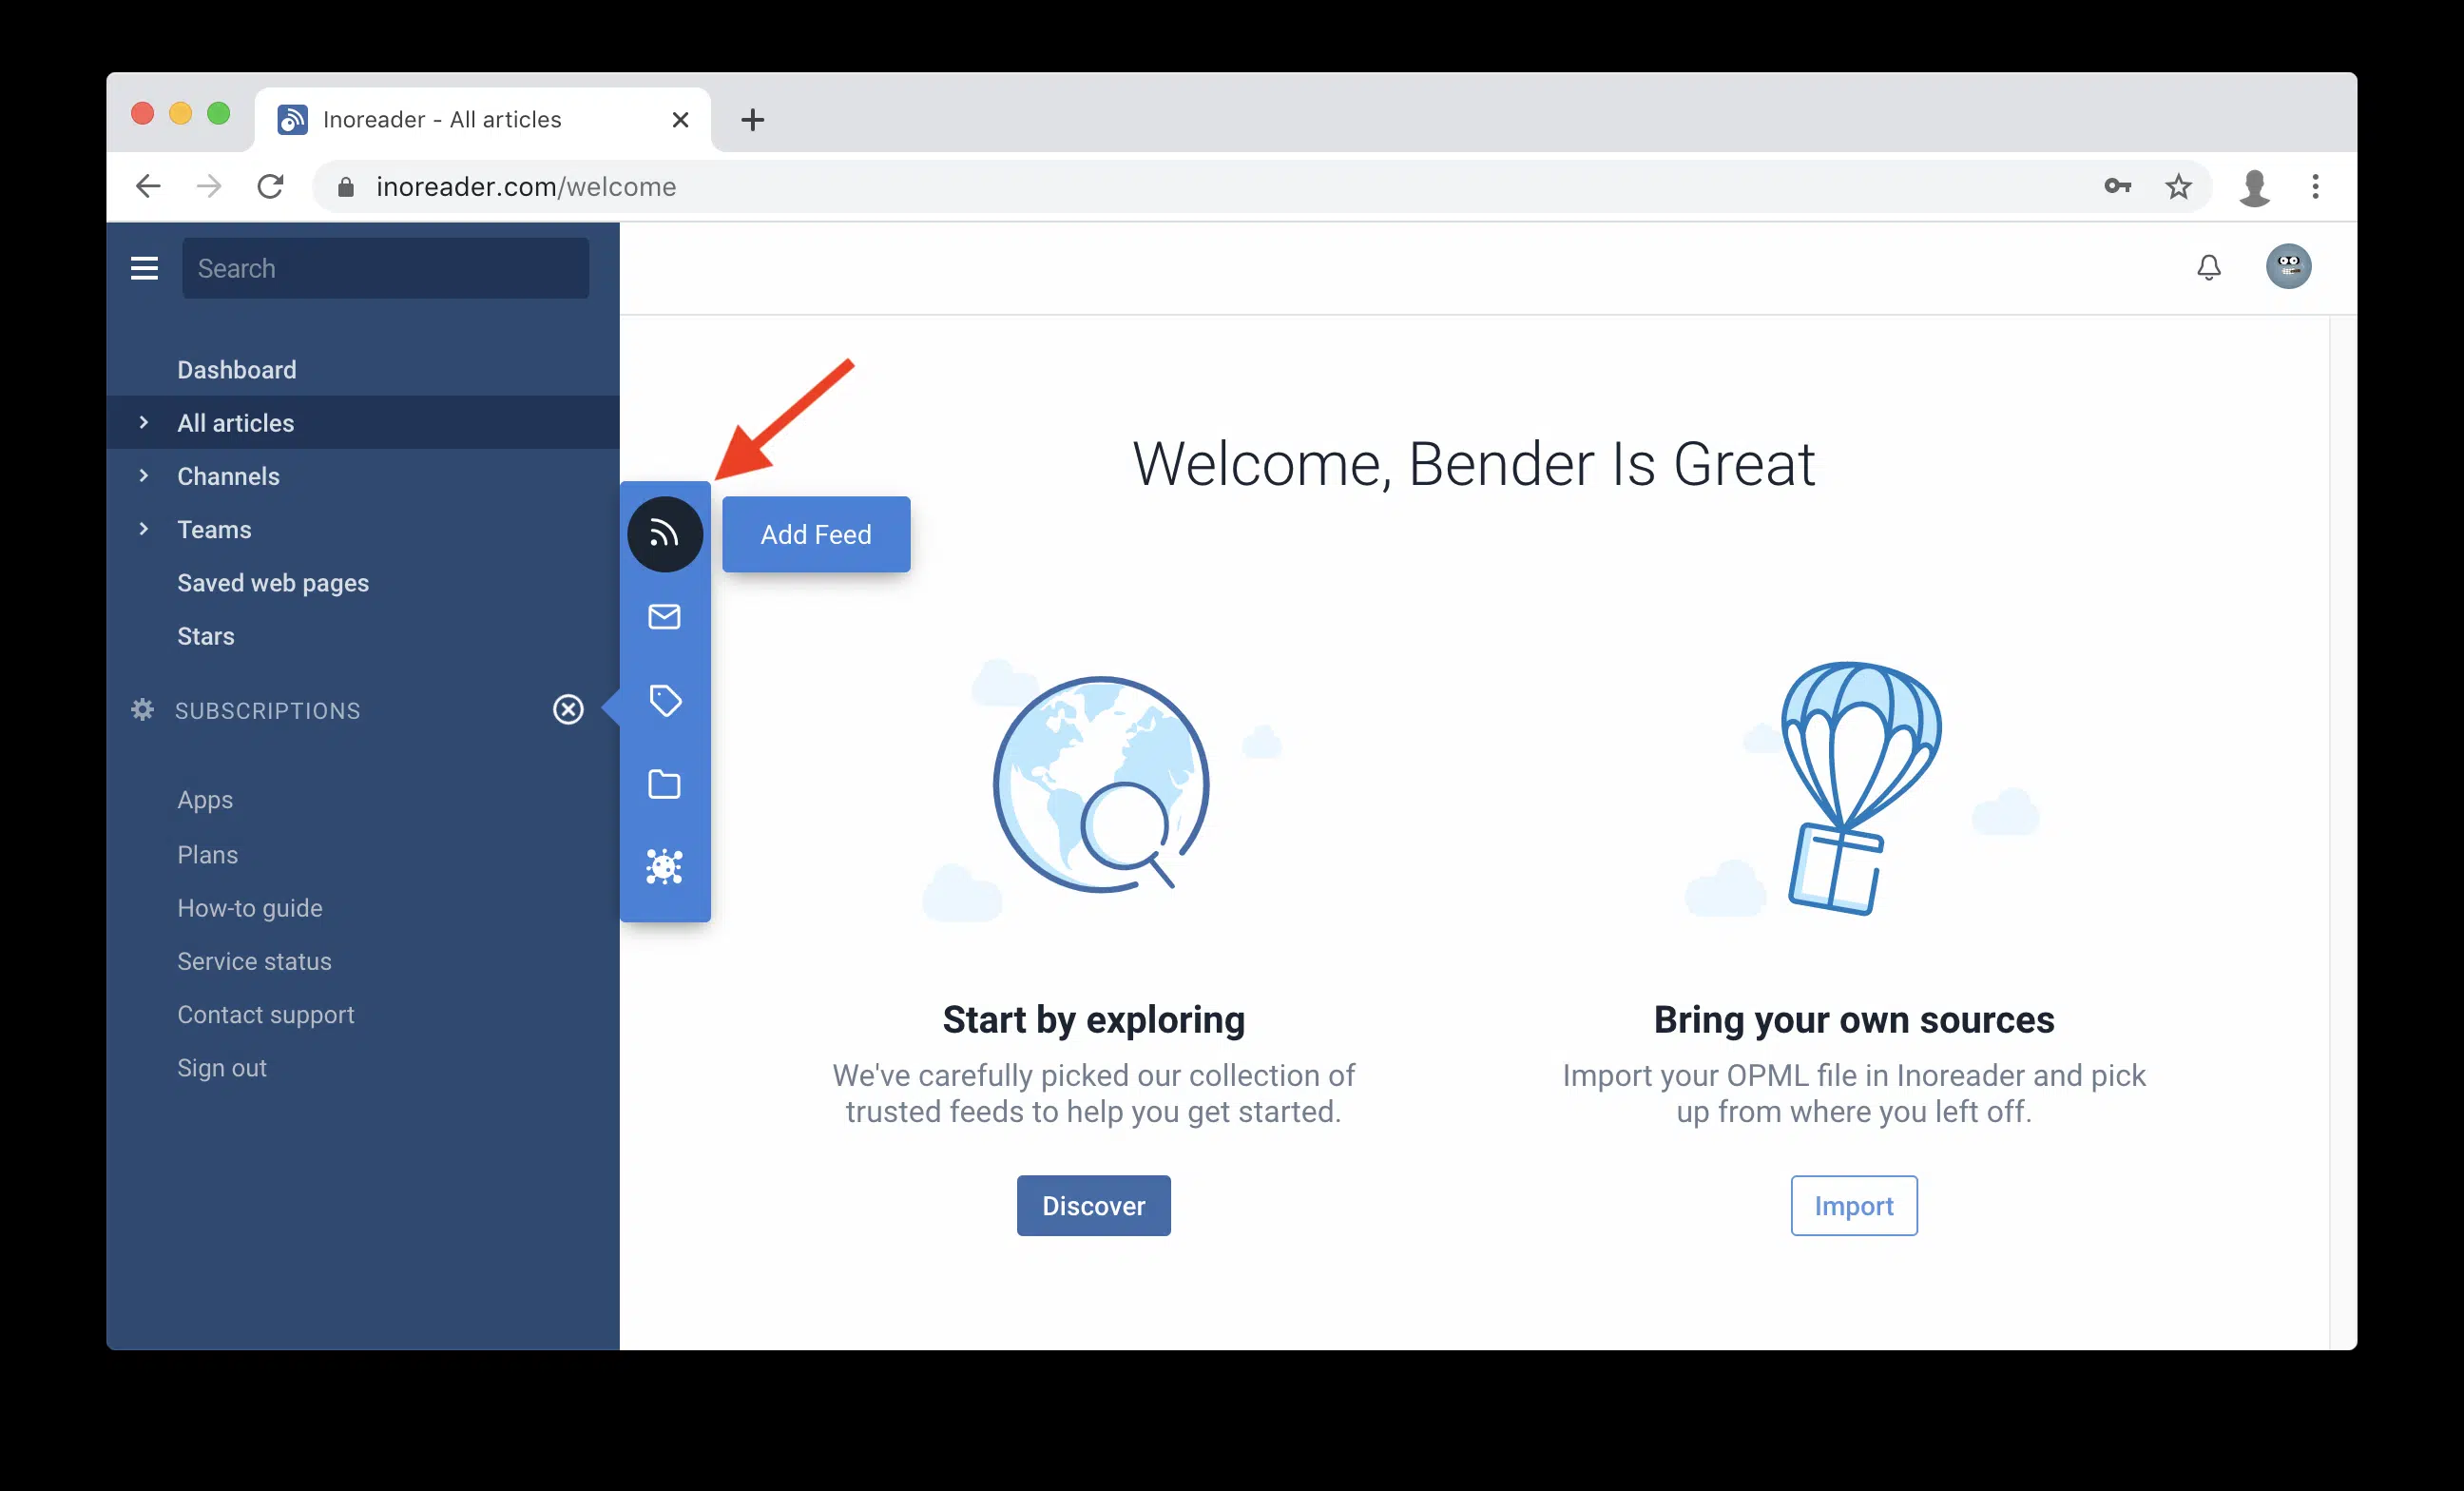 Inoreader - All articles
inoreader.com/welcome
Search
Dashboard
All articles
Channels
Teams
Saved web pages
Stars
SUBSCRIPTIONS
Apps
Plans
How-to guide
Service status
Contact support
Sign out
Add Feed
Welcome, Bender Is Great
Start by exploring
We've carefully picked our collection of
trusted feeds to help you get started.
Discover
Bring your own sources
Import your OPML file in Inoreader and pick
up from where you left off.
Import